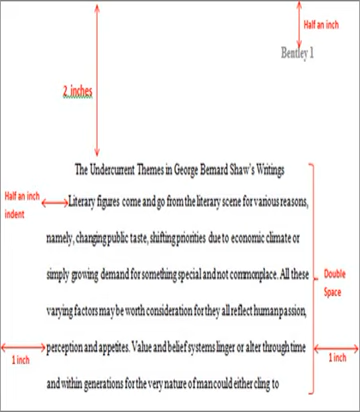 Half an inch
Bentley 1
2 inches
The Undercurrent Themes in George Bernard Shaw's Writings
Half an inch
indent
Literary figures come and go from the literary scene for various reasons,
namely, changing public taste, shifting priorities due to economic climate or
simply growing demand for something special and not commonplace. All these
Double
Space
varying factors may be worth consideration for they all reflect human passion,
perception and appetites. Value and belief systems linger or alter through time
1 inch
1 inch
and within generations for the very nature of man could either cling to